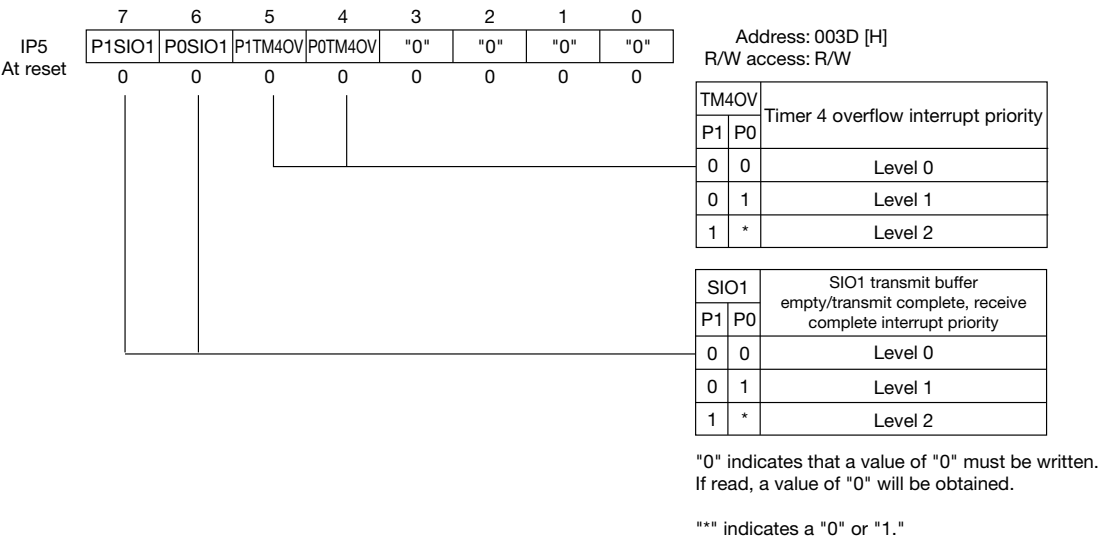 7 6 5 4 3 2 1 0
IP5 P1SIO1 P0SIO1 P1TM4OV P0TM4OV "0" "0" "0" "0"
At reset 0 0 0 0 0 0 0 0
Address: 003D [H]
R/W access: R/W
TM4OV Timer 4 overflow interrupt priority
P1 P0
0 0 Level 0
0 1 Level 1
1 * Level 2
SIO1 SIO1 transmit buffer
empty/transmit complete, receive
P1 P0 complete interrupt priority
0 0 Level 0
0 1 Level 1
1 * Level 2
"0" indicates that a value of "0" must be written.
If read, a value of "0" will be obtained.
"*" indicates a "0" or "1."